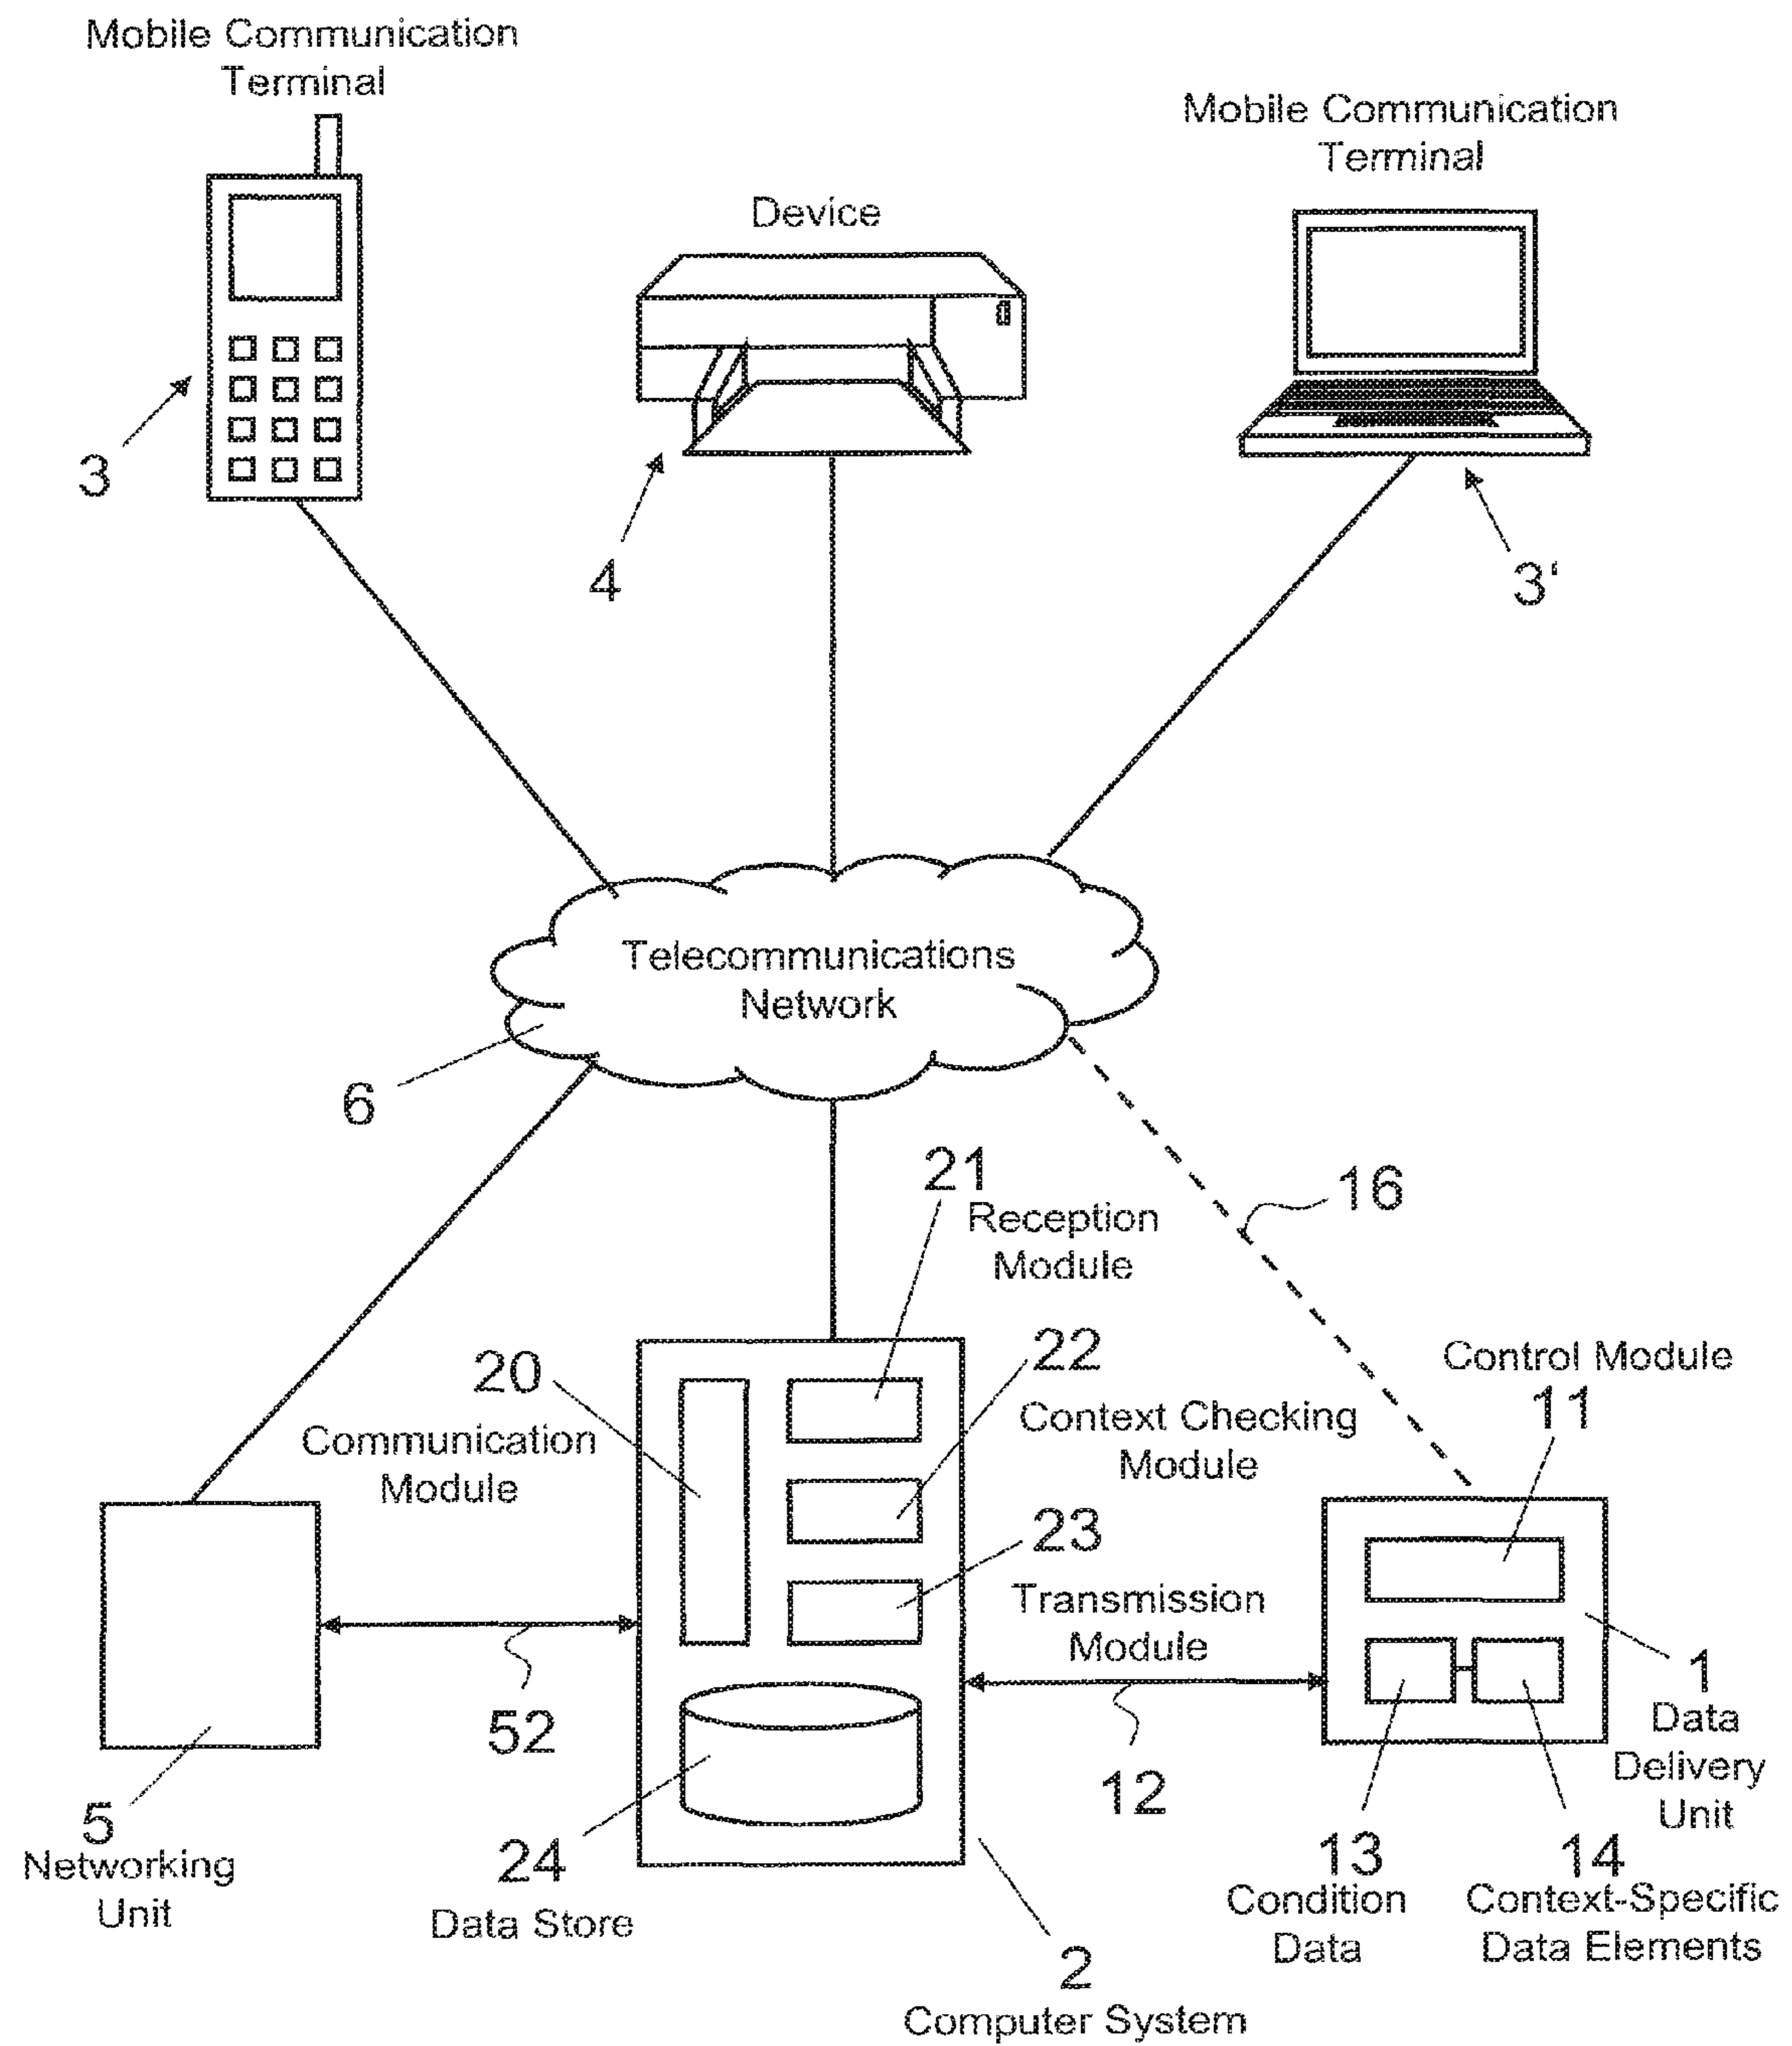 Mobile Communication
Terminal
Mobile Communication
Terminal
Device
3
4
3'
Telecommunications
Network
6
21
Reception
Module
16
20
22
Control Module
11
Communication
Module
Context Checking
Module
23
Transmission
Module
52
12
1
Data
Delivery
Unit
5
Networking
Unit
24
Data Store
13
Condition
Data
14
Context-Specific
Data Elements
2
Computer System